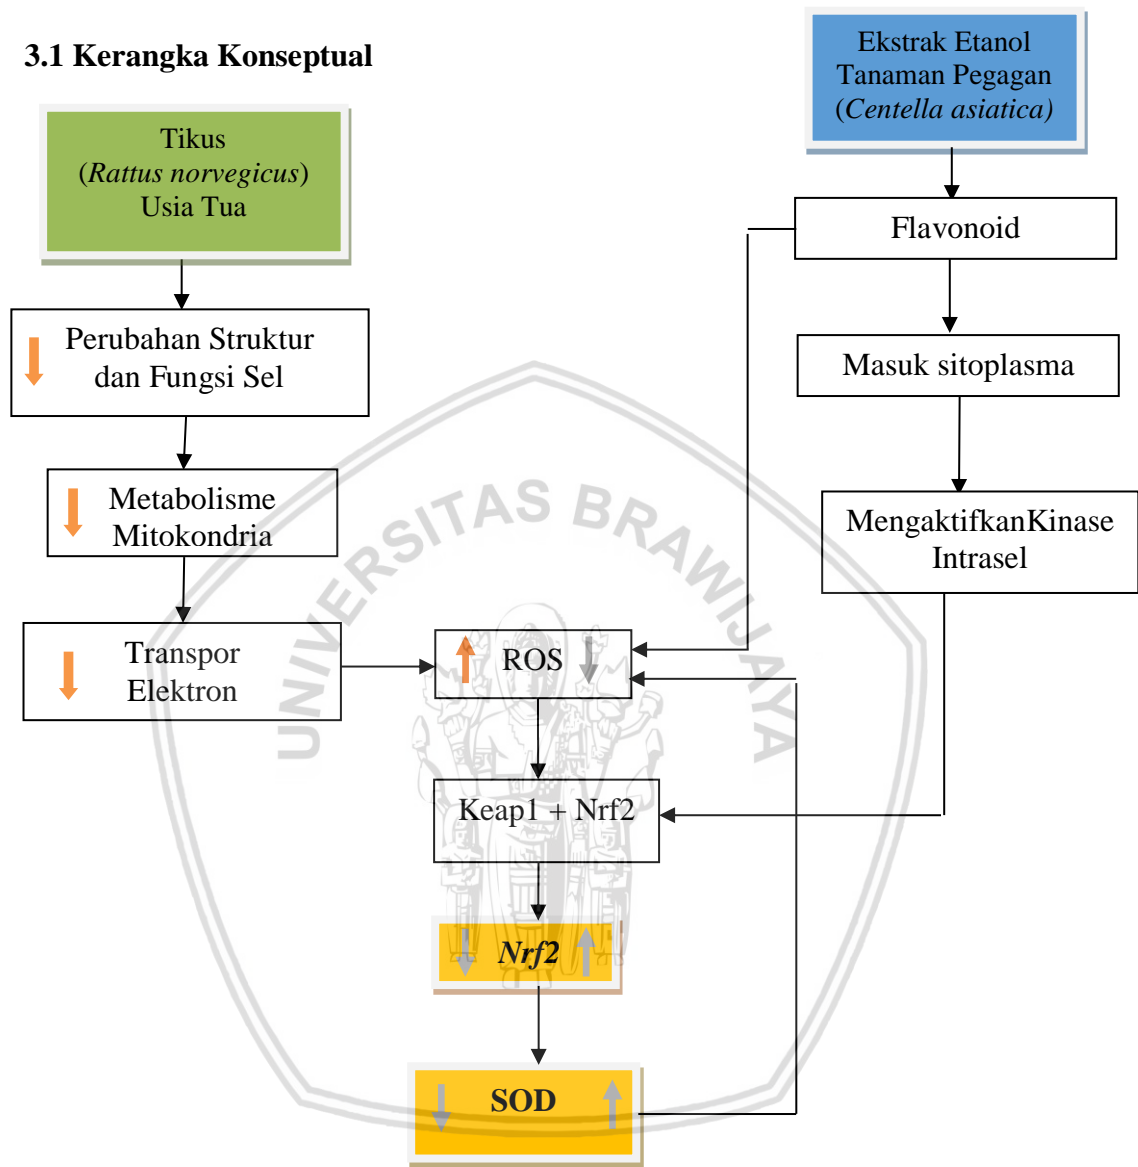 3.1 Kerangka Konseptual
Ekstrak Etanol
Tanaman Pegagan
(Centella asiatica)
Tikus
(Rattus norvegicus)
Usia Tua
Flavonoid
Perubahan Struktur
dan Fungsi Sel
Masuk sitoplasma
Metabolisme
Mitokondria
MengaktifkanKinase
Intrasel
Transpor
Elektron
ROS
Keap1 + Nrf2
Nrf2
SOD
UNIVERSITAS BRAWIJAYA